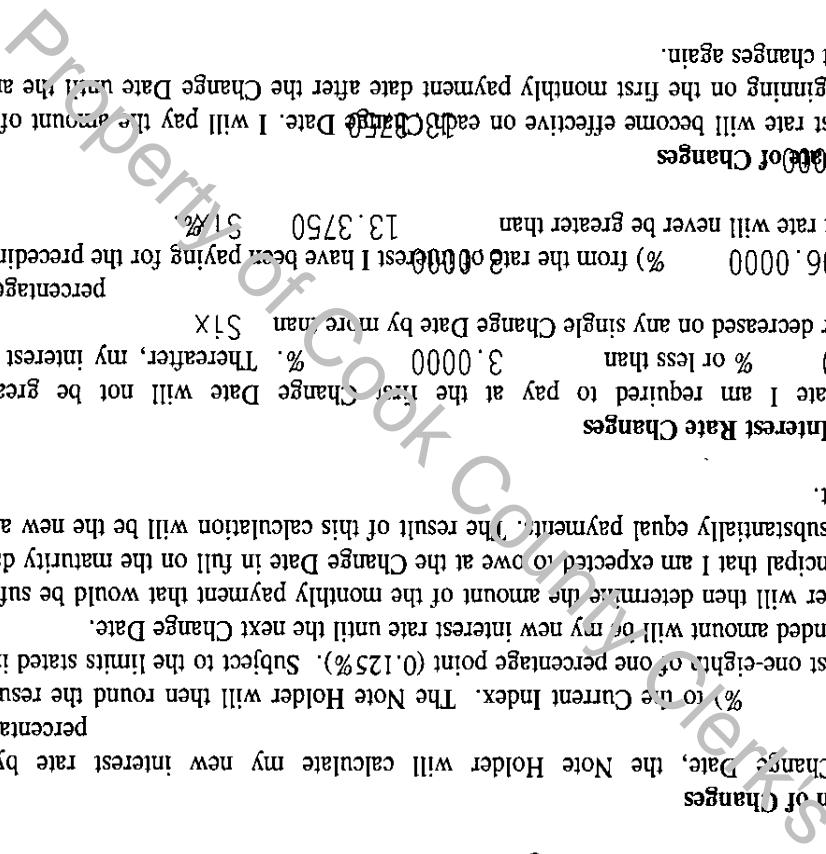 n of Changes
Change Date, the Note Holder will calculate my new interest rate by
percenta
%) to the Current Index. The Note Holder will then round the resu
st one-eighth of one percentage point (0.125%). Subject to the limits stated i
nded amount will be my new interest rate until the next Change Date.
er will then determine the amount of the monthly payment that would be suf
ncipal that I am expected to owe at the Change Date in full on the maturity d
substantially equal payments. The result of this calculation will be the new a
t.
Interest Rate Changes
ate I am required to pay at the first Change Date will not be grea
% or less than 3.0000 %. Thereafter, my interest
r decreased on any single Change Date by more than Six
percentage
06.0000 %) from the rate of interest I have been paying for the precedin
rate will never be greater than 13.3750 Six%.
ate of Changes
st rate will become effective on each Change Date. I will pay the amount of
ginning on the first monthly payment date after the Change Date until the a
t changes again.
Property of Cook County Clerk's